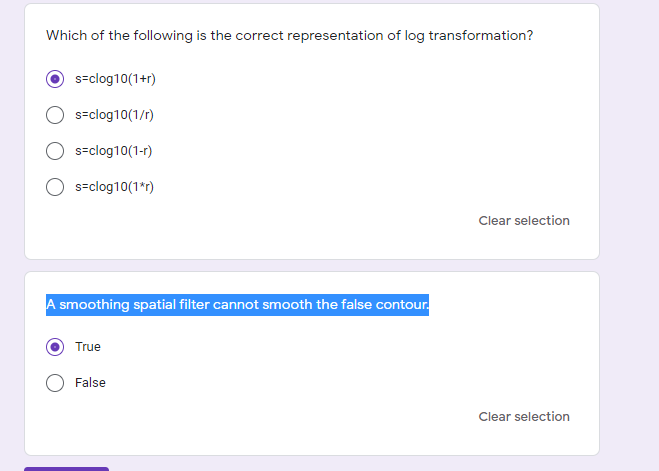 Which of the following is the correct representation of log transformation?
s=clog10(1+r)
s=clog10(1/r)
s=clog10(1-r)
s=clog10(1*r)
Clear selection
A smoothing spatial filter cannot smooth the false contour.
True
False
Clear selection